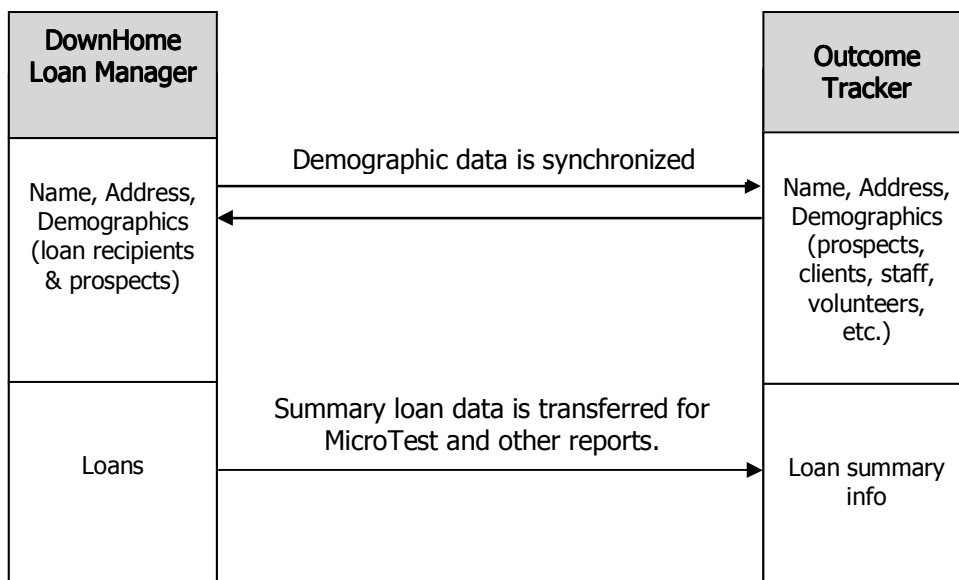 DownHome
Loan Manager
Outcome
Tracker
Demographic data is synchronized
Name, Address,
Demographics
(loan recipients
& prospects)
Name, Address,
Demographics
(prospects,
clients, staff,
volunteers,
etc.)
Summary loan data is transferred for
MicroTest and other reports.
Loans
Loan summary
info